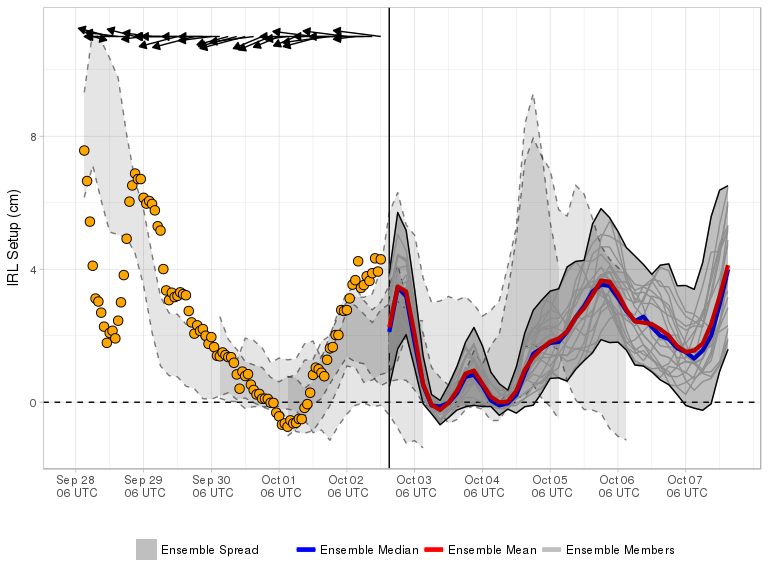 IRL Setup (cm)
8
4
0
Sep 28 Sep 29 Sep 30 Oct 01 Oct 02 Oct 03 Oct 04 Oct 05 Oct 06 Oct 07
06 UTC 06 UTC 06 UTC 06 UTC 06 UTC 06 UTC 06 UTC 06 UTC 06 UTC 06 UTC
Ensemble Spread Ensemble Median Ensemble Mean Ensemble Members